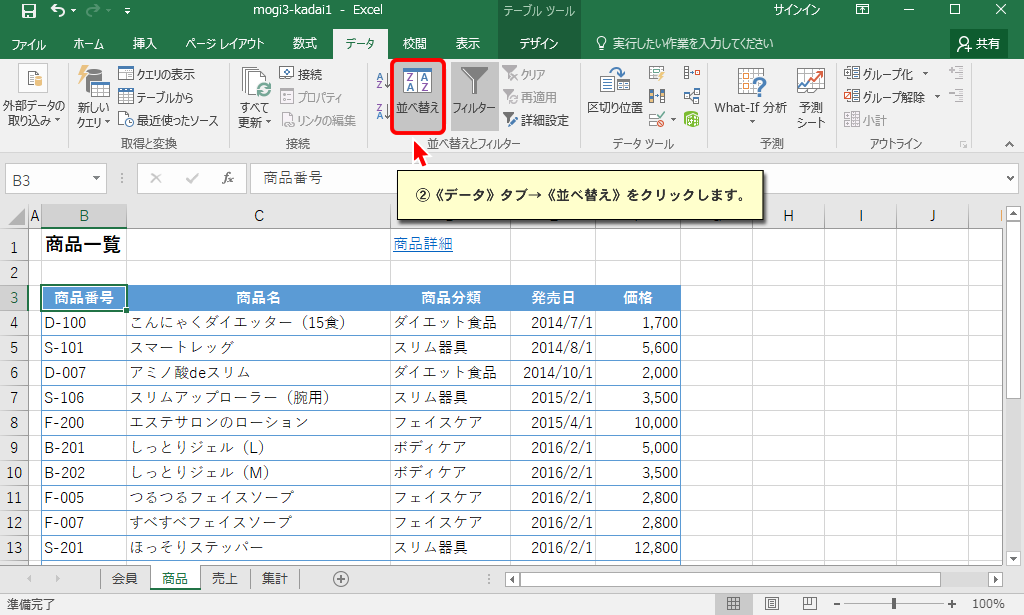 mogi3-kadai1 - Excel
テーブル ツール
サインイン
ファイル ホーム 挿入 ページ レイアウト 数式 データ 校閲 表示 デザイン 実行したい作業を入力してください 共有
外部データの
取り込み
新しい
クエリ
クエリの表示
テーブルから
最近使ったソース
取得と変換
すべて
更新
接続
プロパティ
リンクの編集
接続
並べ替え
フィルター
クリア
再適用
詳細設定
並べ替えとフィルター
区切り位置
データ ツール
What-If 分析
予測
シート
予測
グループ化
グループ解除
小計
アウトライン
B3
fx
商品番号
②《データ》タブ→《並べ替え》をクリックします。
A B C H I J
1 商品一覧 商品詳細
2
3 商品番号 商品名 商品分類 発売日 価格
4 D-100 こんにゃくダイエッター（15食） ダイエット食品 2014/7/1 1,700
5 S-101 スマートレッグ スリム器具 2014/8/1 5,600
6 D-007 アミノ酸deスリム ダイエット食品 2014/10/1 2,000
7 S-106 スリムアップローラー（腕用） スリム器具 2015/2/1 3,500
8 F-200 エステサロンのローション フェイスケア 2015/4/1 10,000
9 B-201 しっとりジェル（L） ボディケア 2016/2/1 5,000
10 B-202 しっとりジェル（M） ボディケア 2016/2/1 3,500
11 F-005 つるつるフェイスソープ フェイスケア 2016/2/1 2,800
12 F-007 すべすべフェイスソープ フェイスケア 2016/2/1 2,800
13 S-201 ほっそりステッパー スリム器具 2016/2/1 12,800
会員 商品 売上 集計
準備完了
100%